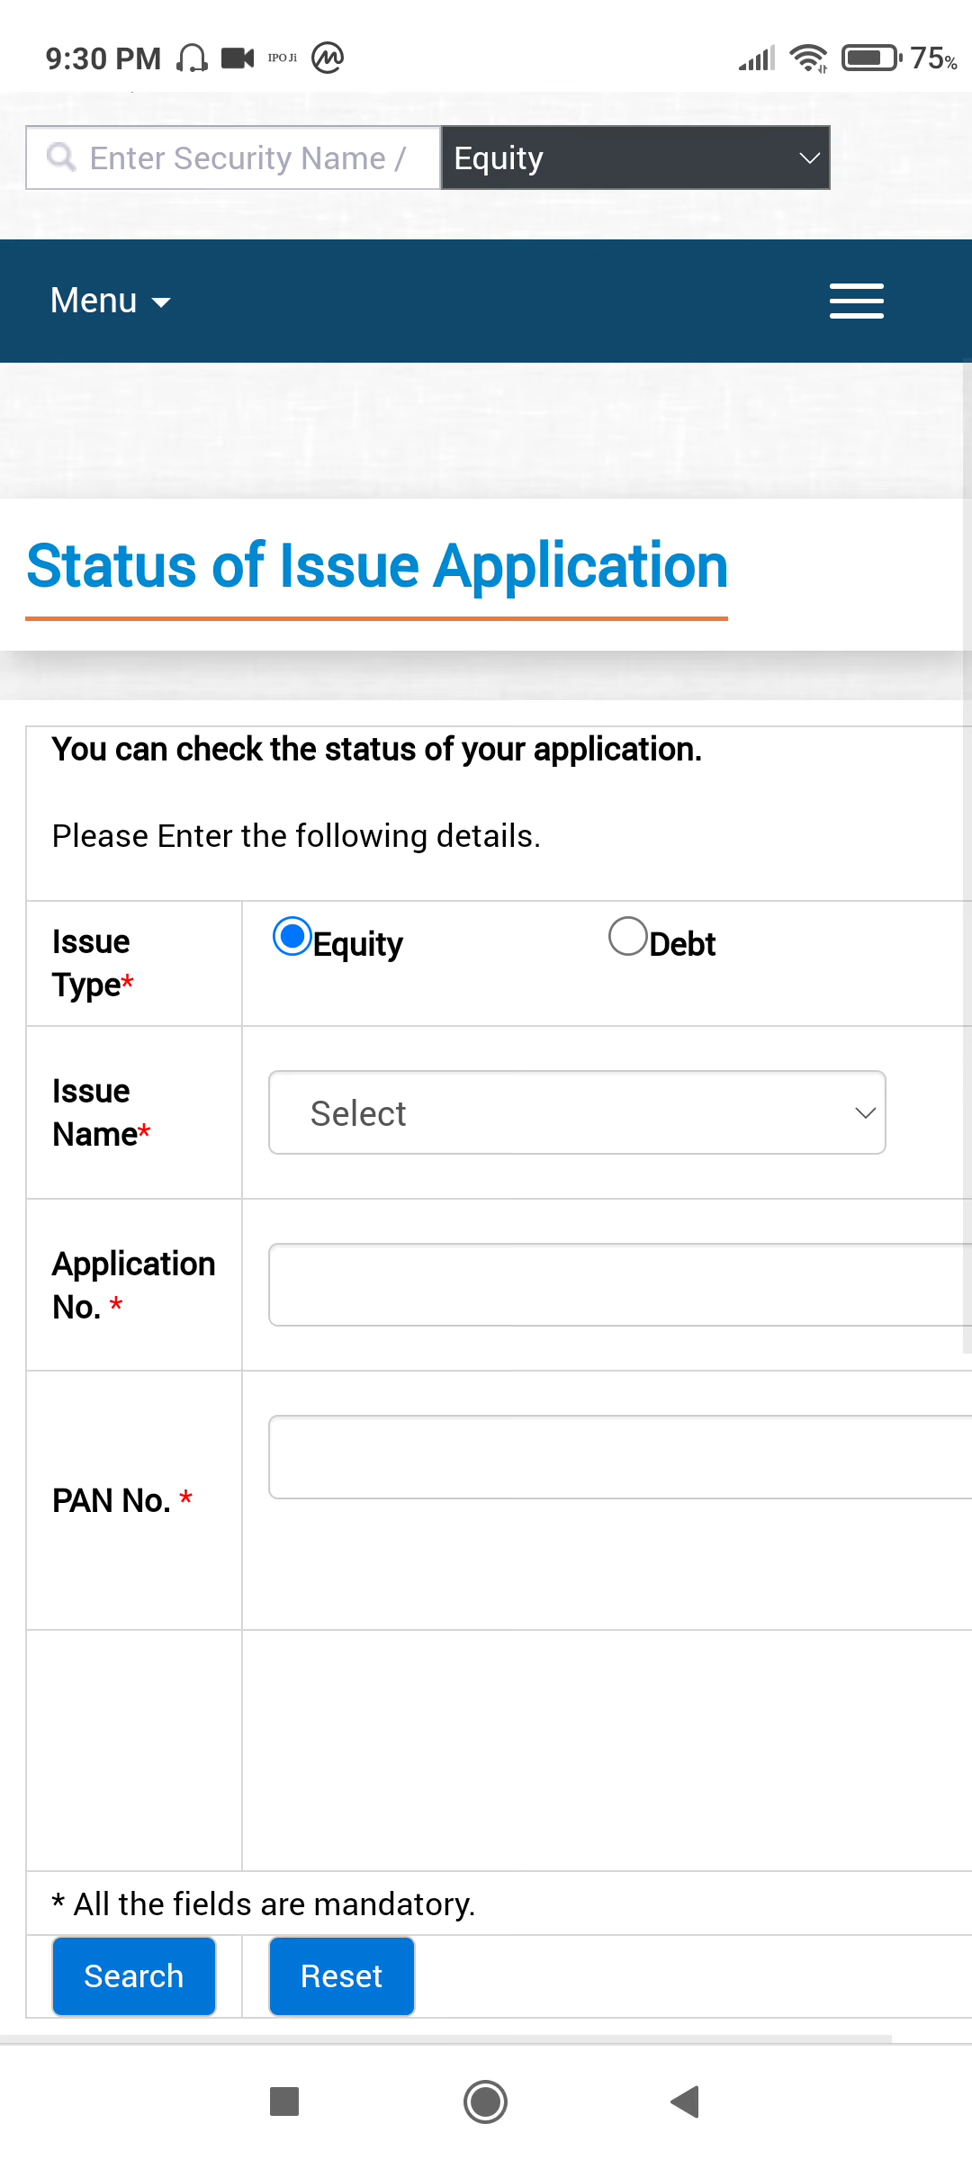 9:30 PM IPO Ji 75%
Enter Security Name / Equity
Menu
Status of Issue Application
You can check the status of your application.
Please Enter the following details.
Issue Type* Equity Debt
Issue Name* Select
Application No. *
PAN No. *
* All the fields are mandatory.
Search Reset